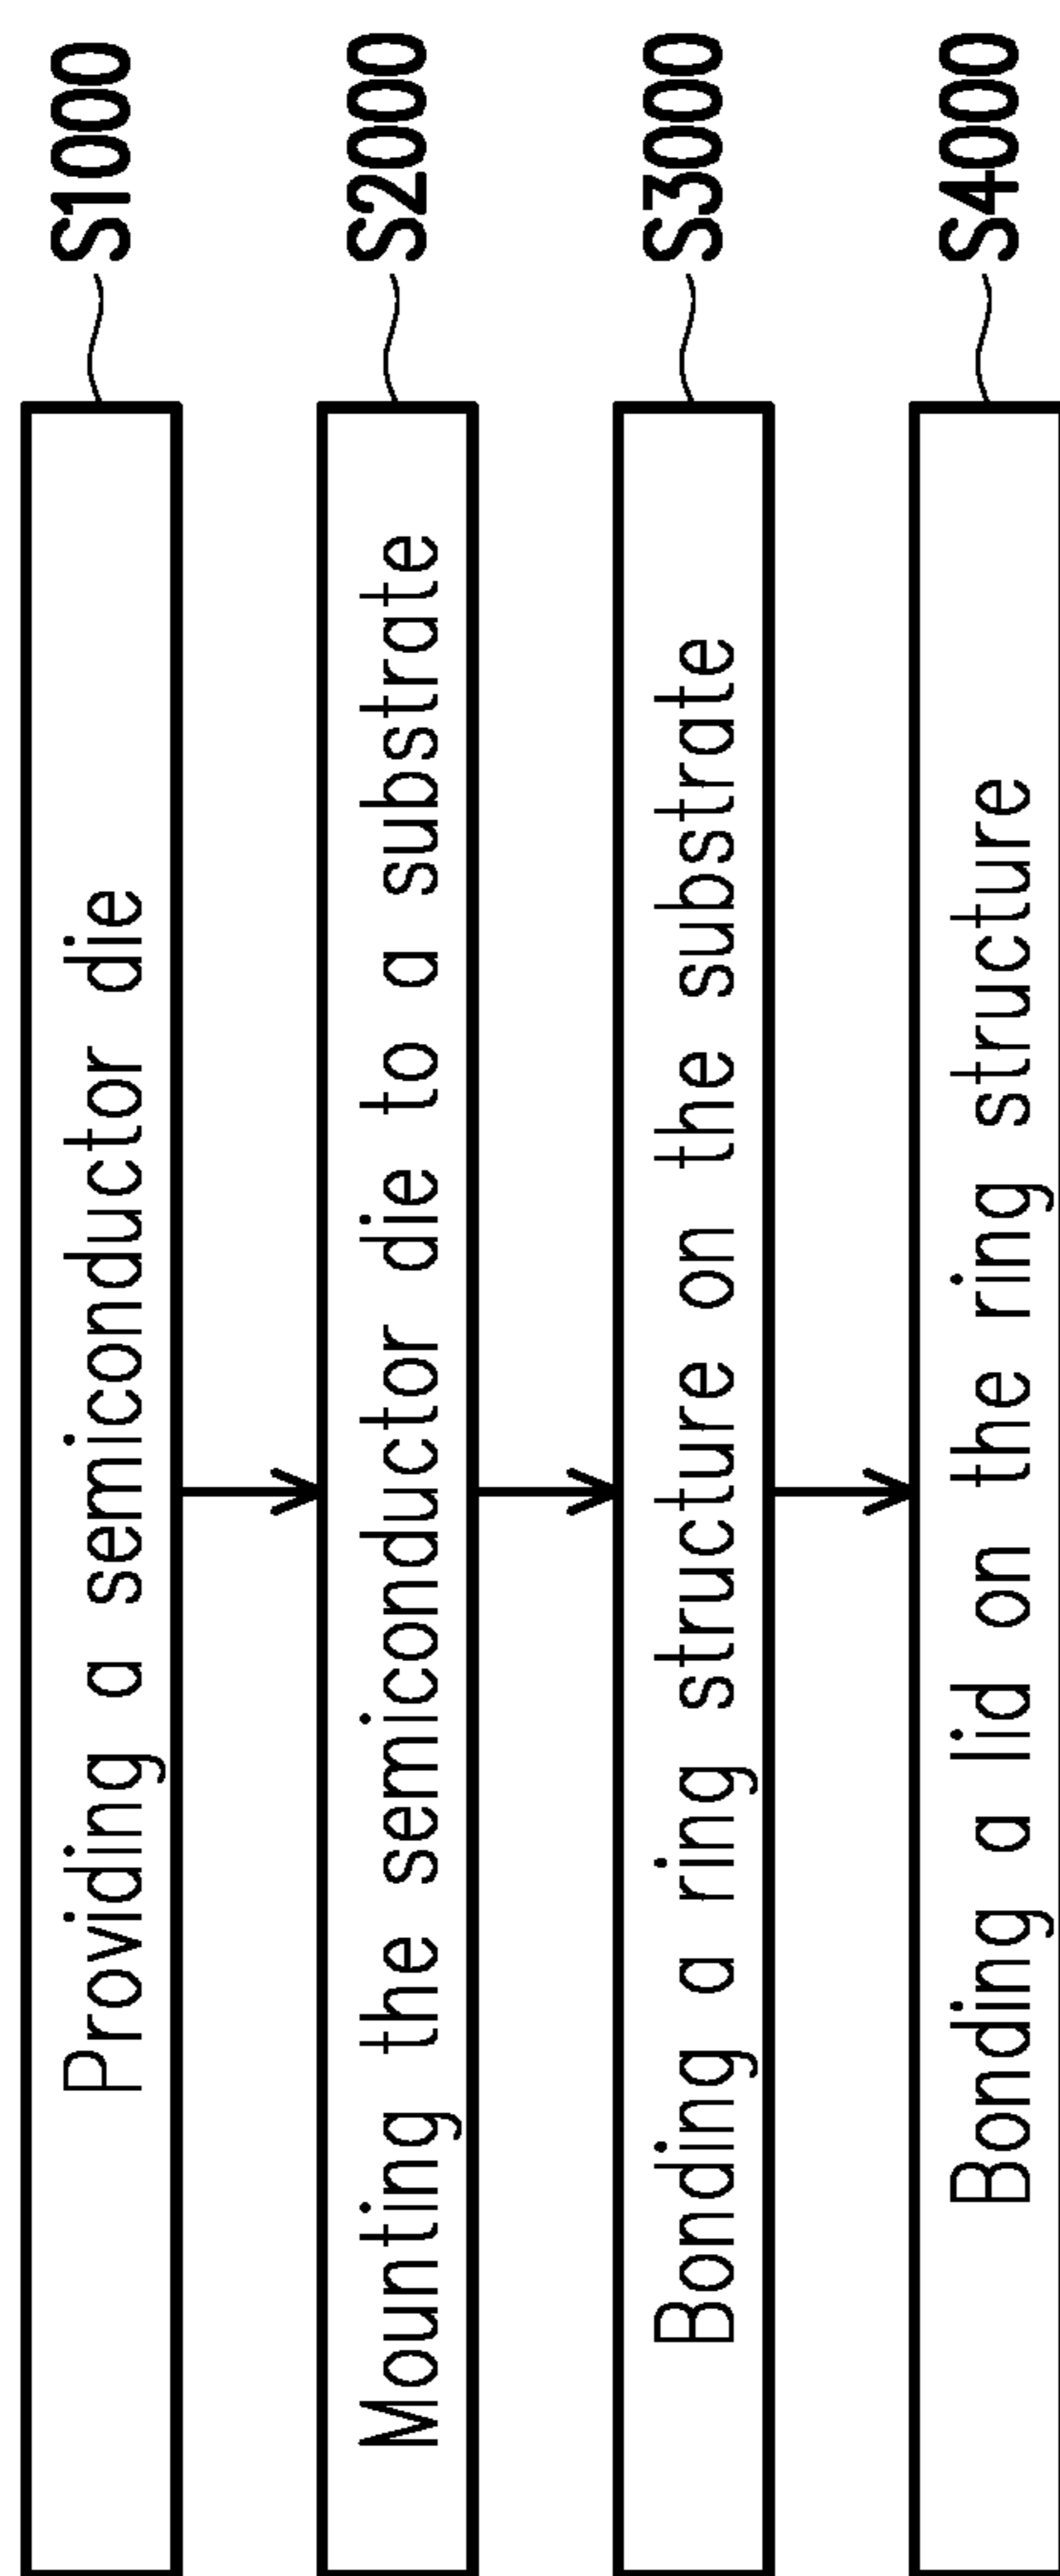 Providing a semiconductor die S1000
Mounting the semiconductor die to a substrate S2000
Bonding a ring structure on the substrate S3000
Bonding a lid on the ring structure S4000